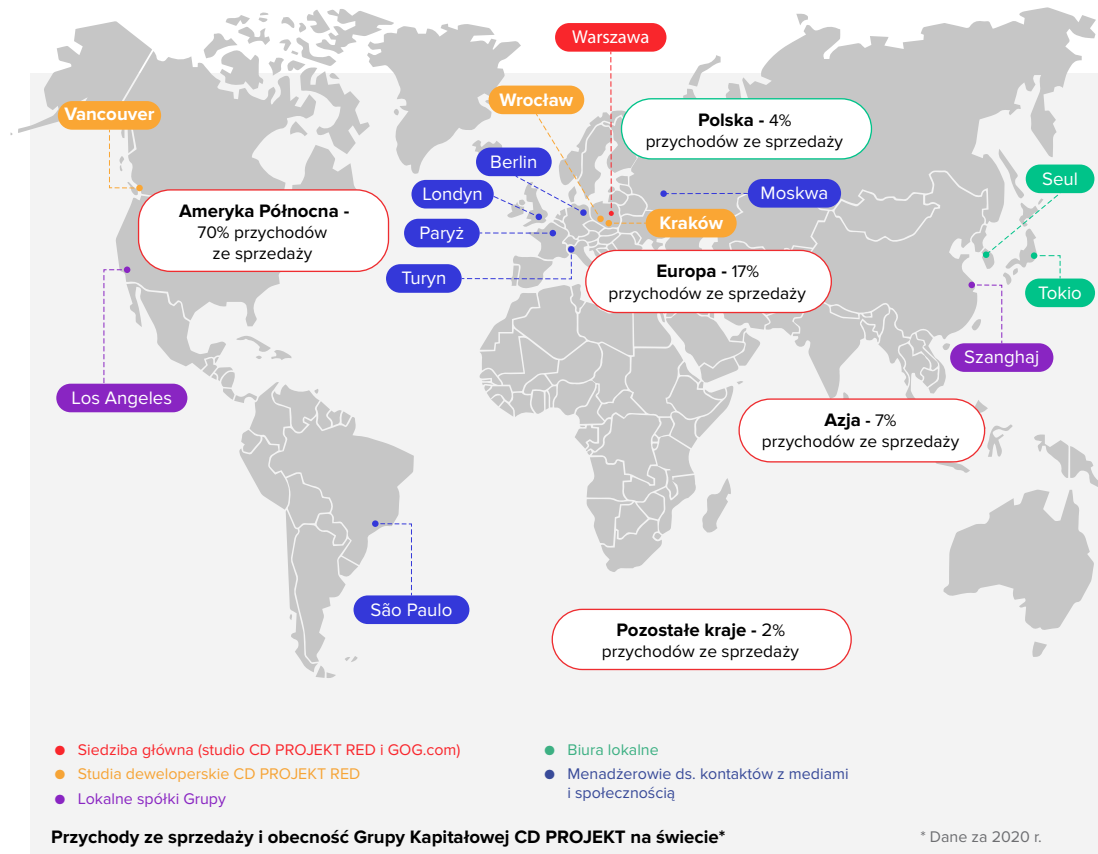 Warszawa
Vancouver
Wrocław
Polska - 4%
przychodów ze sprzedaży
Berlin
Seul
Londyn
Moskwa
Ameryka Północna -
70% przychodów
ze sprzedaży
Paryż
Kraków
Turyn
Europa - 17%
przychodów ze sprzedaży
Tokio
Szanghaj
Los Angeles
Azja - 7%
przychodów ze sprzedaży
São Paulo
Pozostałe kraje - 2%
przychodów ze sprzedaży
Siedziba główna (studio CD PROJEKT RED i GOG.com)
Studia deweloperskie CD PROJEKT RED
Lokalne spółki Grupy
Biura lokalne
Menadżerowie ds. kontaktów z mediami
i społecznością
Przychody ze sprzedaży i obecność Grupy Kapitałowej CD PROJEKT na świecie*
* Dane za 2020 r.